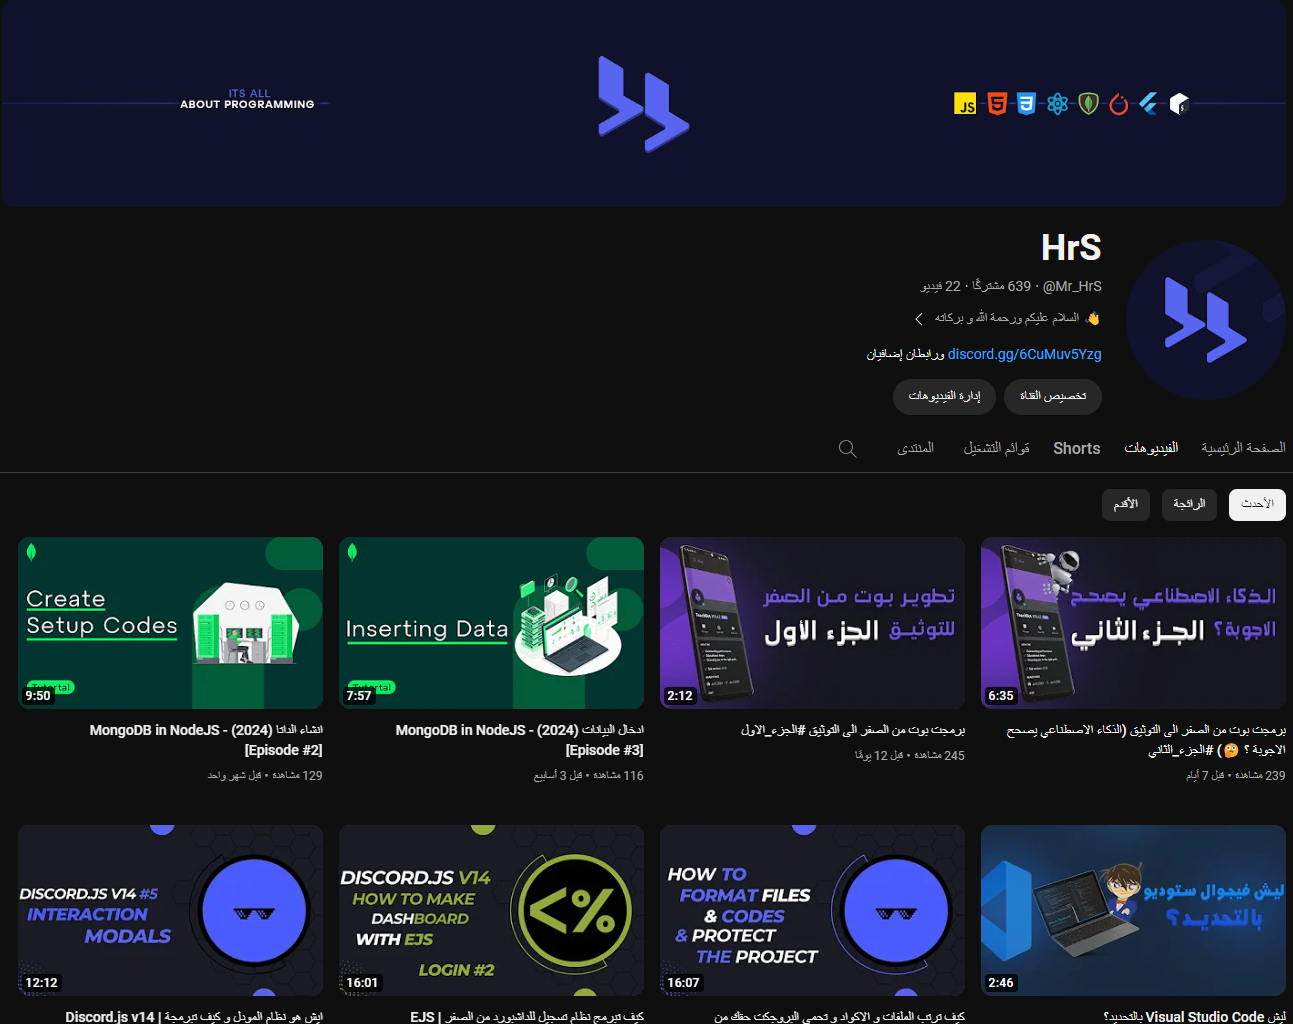 ITS ALL
ABOUT PROGRAMMING
JS
HrS
@Mr_HrS · 639 مشتركًا · 22 فيديو
👋 السلام عليكم ورحمة الله و بركاته
discord.gg/6CuMuv5Yzg ورابطان إضافيان
تخصيص القناة
إدارة الفيديوهات
الصفحة الرئيسية
الفيديوهات
Shorts
قوائم التشغيل
المنتدى
الأحدث
الرائجة
الأقدم
الذكاء الاصطناعي يصحح
الاجوبة؟ الجزء الثاني
6:35
برمجت بوت من الصفر الى التوثيق (الذكاء الاصطناعي يصحح
الاجوبة ؟ 🤔) #الجزء_الثاني
239 مشاهدة • قبل 7 أيام
تطوير بوت من الصفر
للتوثيق الجزء الأول
2:12
برمجت بوت من الصفر الى التوثيق #الجزء_الاول
245 مشاهدة • قبل 12 يومًا
Inserting Data
7:57
ادخال البيانات MongoDB in NodeJS - (2024)
[Episode #3]
116 مشاهدة • قبل 3 أسابيع
Create
Setup Codes
9:50
انشاء الداتا MongoDB in NodeJS - (2024)
[Episode #2]
129 مشاهدة • قبل شهر واحد
ليش فيجوال ستوديو
بالتحديد؟
2:46
ليش Visual Studio Code بالتحديد؟
HOW TO
FORMAT FILES
& CODES
& PROTECT
THE PROJECT
16:07
كيف ترتب الملفات و الاكواد و تحمي البروجكت حقك من
DISCORD.JS V14
HOW TO MAKE
DASHBOARD
WITH EJS
LOGIN #2
<%
16:01
كيف تبرمج نظام تسجيل للداشبورد من الصفر | EJS
DISCORD.JS V14 #5
INTERACTION
MODALS
12:12
ايش هو نظام المودل و كيف تبرمجة | Discord.js v14